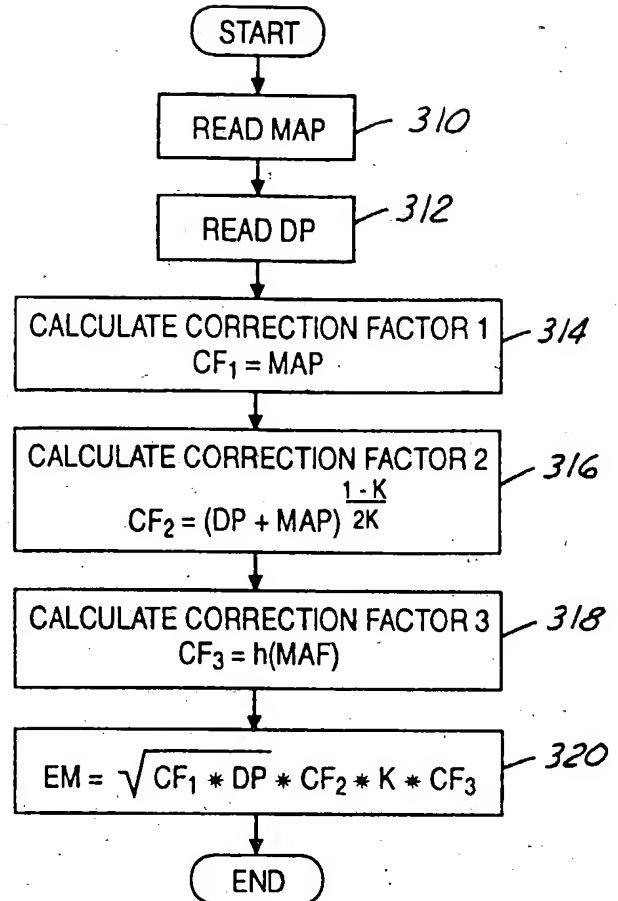 START
READ MAP
310
READ DP
312
CALCULATE CORRECTION FACTOR 1
CF₁ = MAP
314
CALCULATE CORRECTION FACTOR 2
CF₂ = (DP + MAP)^((1 - K)/(2K))
316
CALCULATE CORRECTION FACTOR 3
CF₃ = h(MAF)
318
EM = √(CF₁ * DP) * CF₂ * K * CF₃
320
END